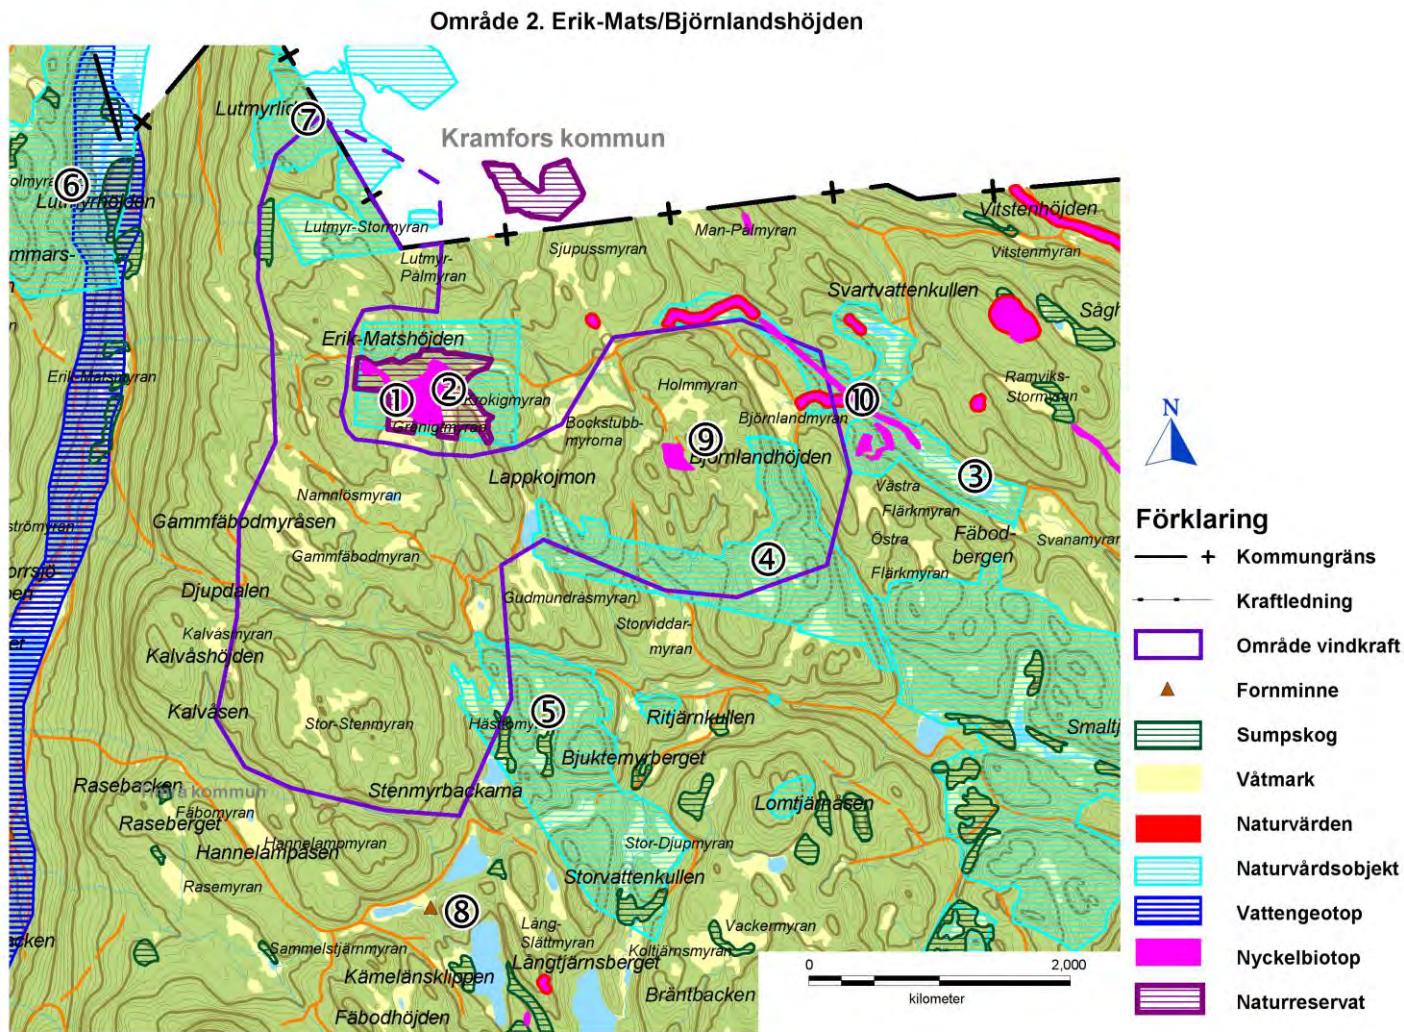 Område 2. Erik-Mats/Björnlandshöjden
Kramfors kommun
⑦
⑥
Lutmyrhöjden
Lutmyr-Stormyran
Lutmyr-
Pålmyran
Sjupussmyran
Man-Palmyran
Vitstenhöjden
Vitstenmyran
Svartvattenkullen
Erik-Matshöjden
Erik-Matsmyran
①
②
Krokigmyran
Granigtmyran
Holmmyran
Bockstubb-
myrorna
Björnlandmyran
⑩
Ramviks-
Stormyran
⑨
Björnlandhöjden
Lappkojmon
③
Västra
Flärkmyran
Östra
Flärkmyran
Fäbod-
bergen
Svanamyran
Namnlösmyran
Gammfäbodmyråsen
Gammfäbodmyran
④
Djupdalen
Gudmundråsmyran
Storviddar-
myran
Kalvåsmyran
Kalvåshöjden
Kalvåsen
Stor-Stenmyran
⑤
Ritjärnkullen
Bjuktemyrberget
Stenmyrbackarna
Lomtjärnåsen
Rasebacken
Fäbomyran
Raseberget
Hannelampmyran
Hannelampåsen
Rasemyran
Stor-Djupmyran
Storvattenkullen
⑧
Lång-
Slättmyran
Vackermyran
Koltjärnsmyran
Sammelstjärnmyran
Långtjärnsberget
Kämelänsklippen
Bräntbacken
Fäbodhöjden
0 2,000
kilometer
N
Förklaring
Kommungräns
Kraftledning
Område vindkraft
Fornminne
Sumpskog
Våtmark
Naturvärden
Naturvårdsobjekt
Vattengeotop
Nyckelbiotop
Naturreservat